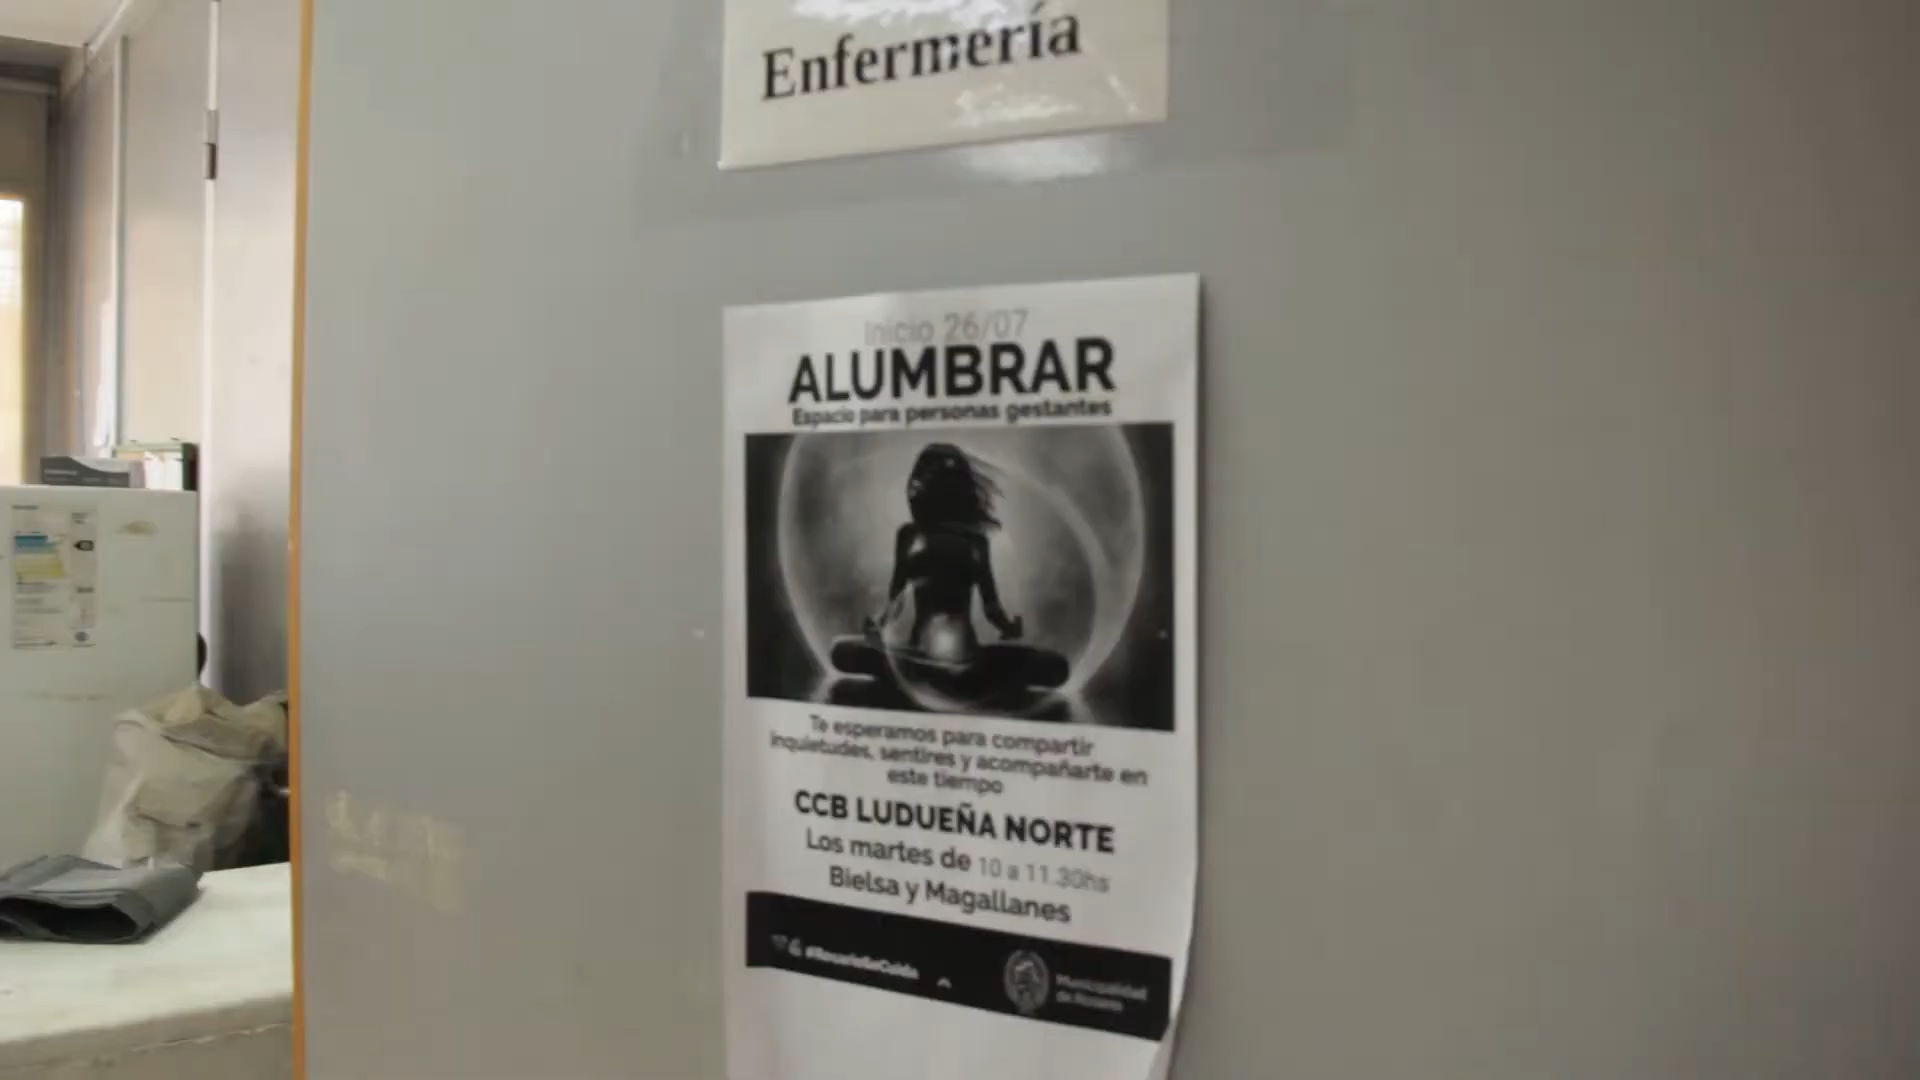 Enfermería
Inicio 26/07
ALUMBRAR
Espacio para personas gestantes
Te esperamos para compartir
inquietudes, sentires y acompañarte en
este tiempo
CCB LUDUEÑA NORTE
Los martes de 10 a 11.30hs
Bielsa y Magallanes
#RosarioSeCuida
Municipalidad
de Rosario